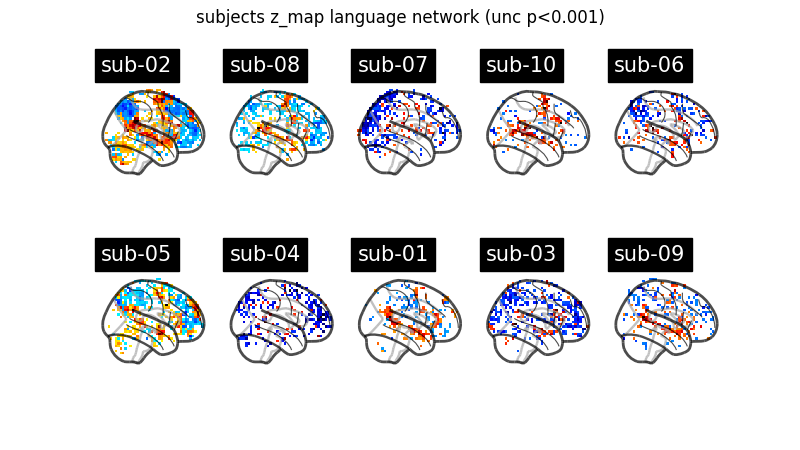 subjects z_map language network (unc p<0.001)
sub-02
sub-08
sub-07
sub-10
sub-06
sub-05
sub-04
sub-01
sub-03
sub-09